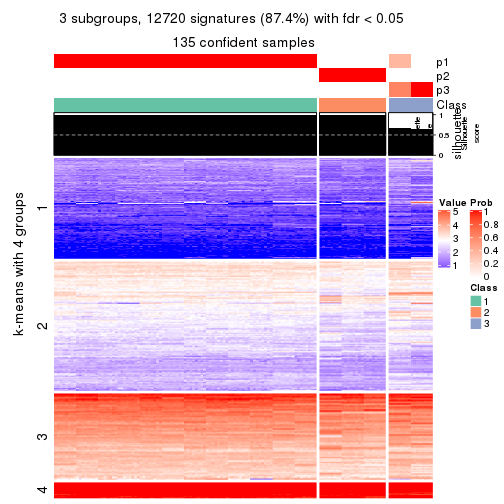 3 subgroups, 12720 signatures (87.4%) with fdr < 0.05
135 confident samples
p1
p2
p3
Class
1
0.5
0
silhouette
Silhouette
score
k-means with 4 groups
1
2
3
4
Value
5
4
3
2
1
Prob
1
0.8
0.6
0.4
0.2
0
Class
1
2
3